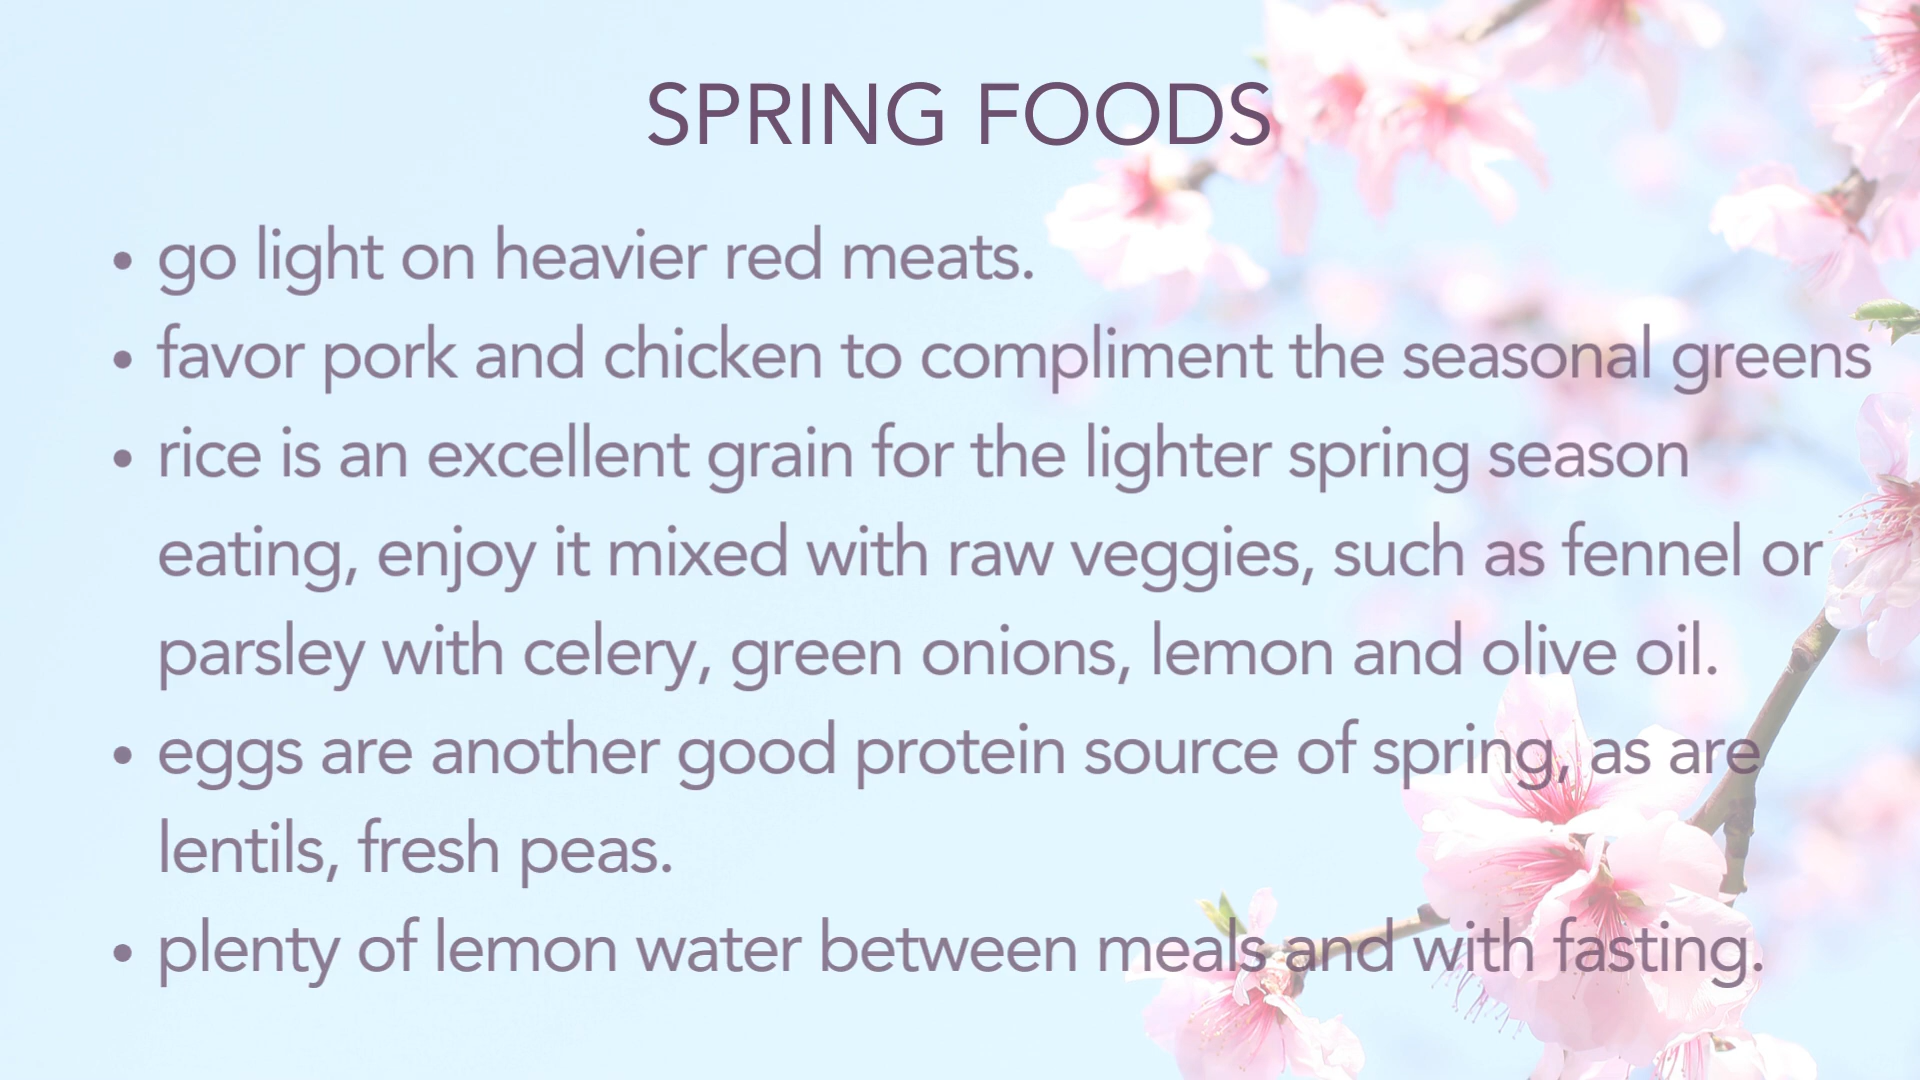 SPRING FOODS
• go light on heavier red meats.
• favor pork and chicken to compliment the seasonal greens
• rice is an excellent grain for the lighter spring season
eating, enjoy it mixed with raw veggies, such as fennel or
parsley with celery, green onions, lemon and olive oil.
• eggs are another good protein source of spring, as are
lentils, fresh peas.
• plenty of lemon water between meals and with fasting.